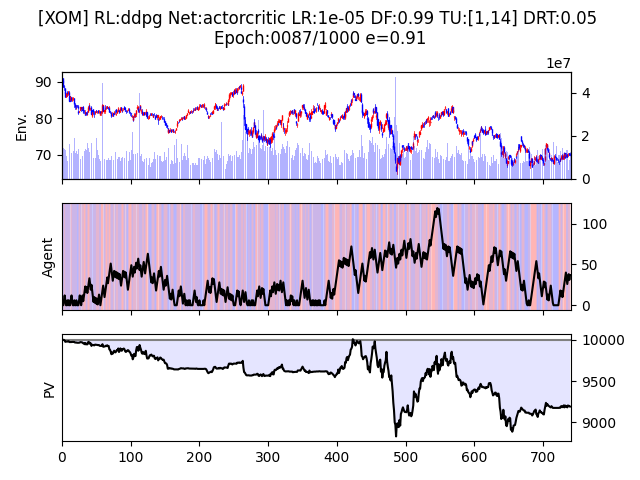 [XOM] RL:ddpg Net:actorcritic LR:1e-05 DF:0.99 TU:[1,14] DRT:0.05
Epoch:0087/1000 e=0.91
1e7
90
80
70
Env.
4
2
0
Agent
100
50
0
PV
10000
9500
9000
0 100 200 300 400 500 600 700